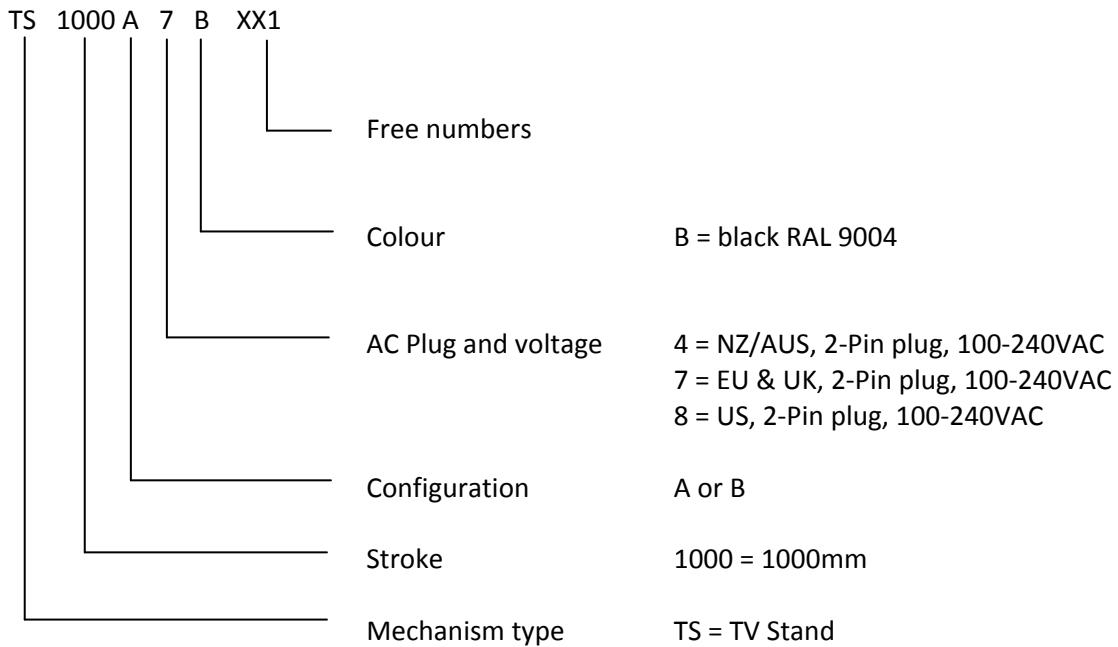 TS 1000 A 7 B XX1
Free numbers
Colour B = black RAL 9004
AC Plug and voltage 4 = NZ/AUS, 2-Pin plug, 100-240VAC
7 = EU & UK, 2-Pin plug, 100-240VAC
8 = US, 2-Pin plug, 100-240VAC
Configuration A or B
Stroke 1000 = 1000mm
Mechanism type TS = TV Stand